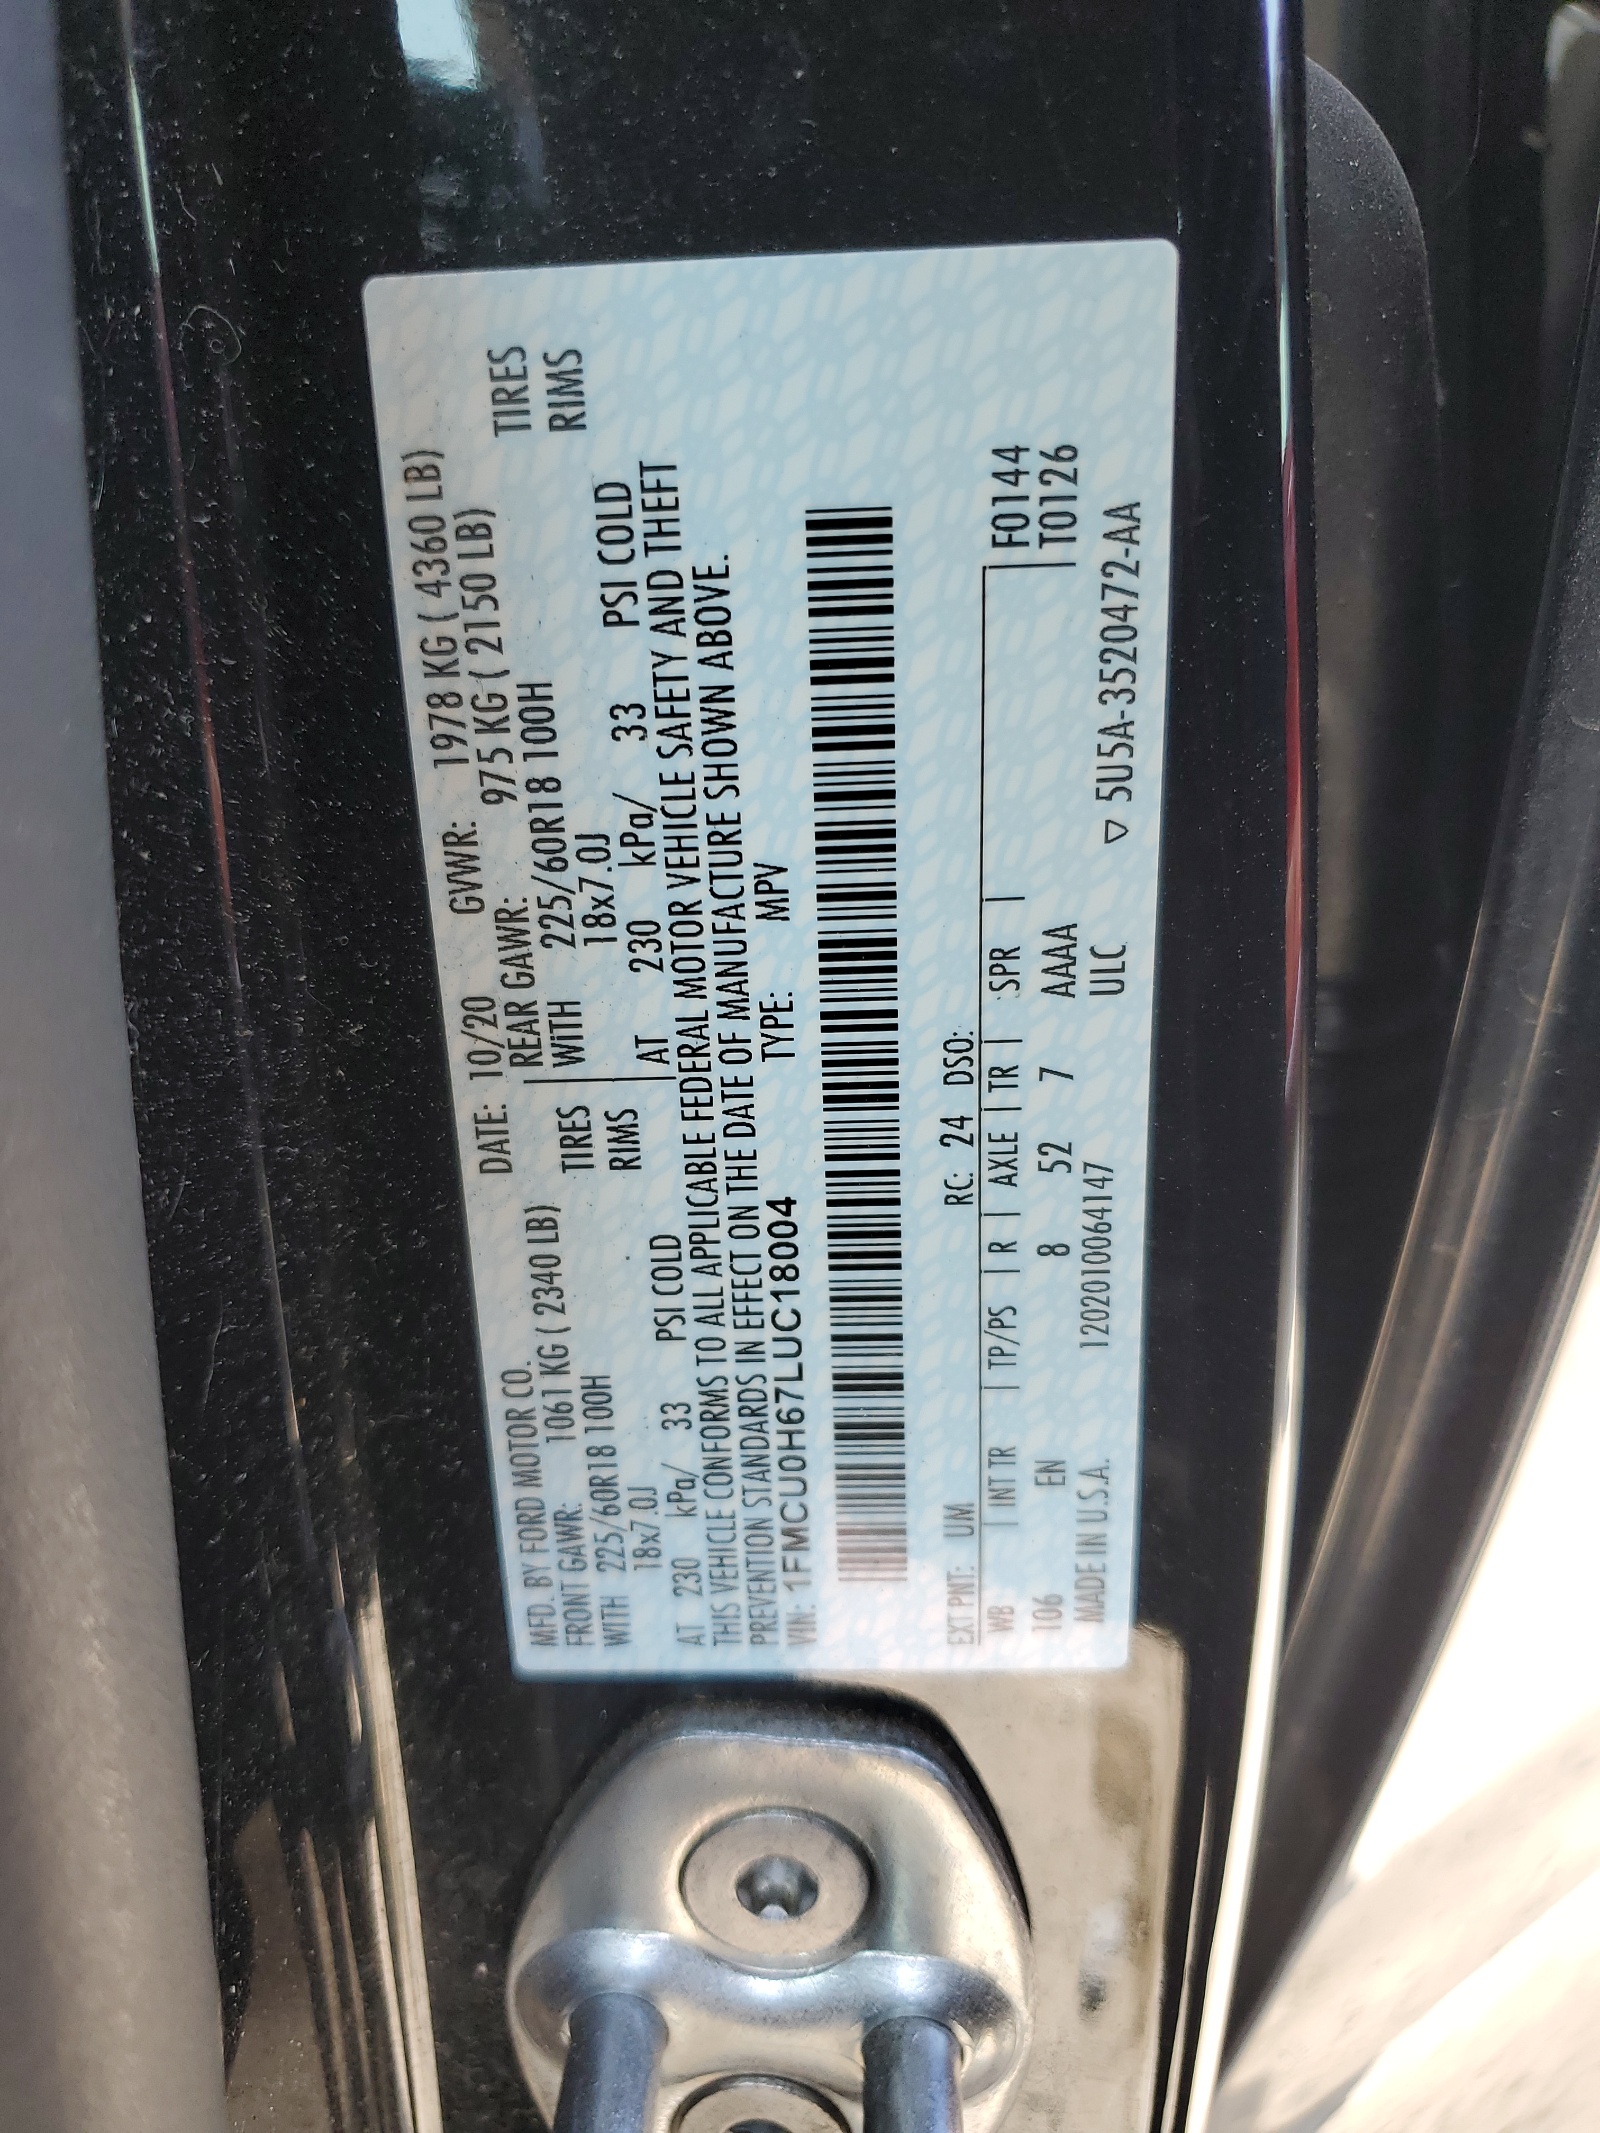 MFD. BY FORD MOTOR CO. DATE: 10/20 GVWR: 1978 KG ( 4360 LB)
FRONT GAWR: 1061 KG ( 2340 LB) REAR GAWR: 975 KG ( 2150 LB)
WITH 225/60R18 100H TIRES WITH 225/60R18 100H TIRES
18x7.0J RIMS 18x7.0J RIMS
AT 230 kPa/ 33 PSI COLD AT 230 kPa/ 33 PSI COLD
THIS VEHICLE CONFORMS TO ALL APPLICABLE FEDERAL MOTOR VEHICLE SAFETY AND THEFT
PREVENTION STANDARDS IN EFFECT ON THE DATE OF MANUFACTURE SHOWN ABOVE.
VIN: 1FMCU0H67LUC18004 TYPE: MPV
EXT PNT: UM RC: 24 DSO:
WB | INT TR | TP/PS | R | AXLE | TR | SPR | F0144
106 EN 8 52 7 AAAA T0126
MADE IN U.S.A. 1202010064147 ULC ▽ 5U5A-3520472-AA